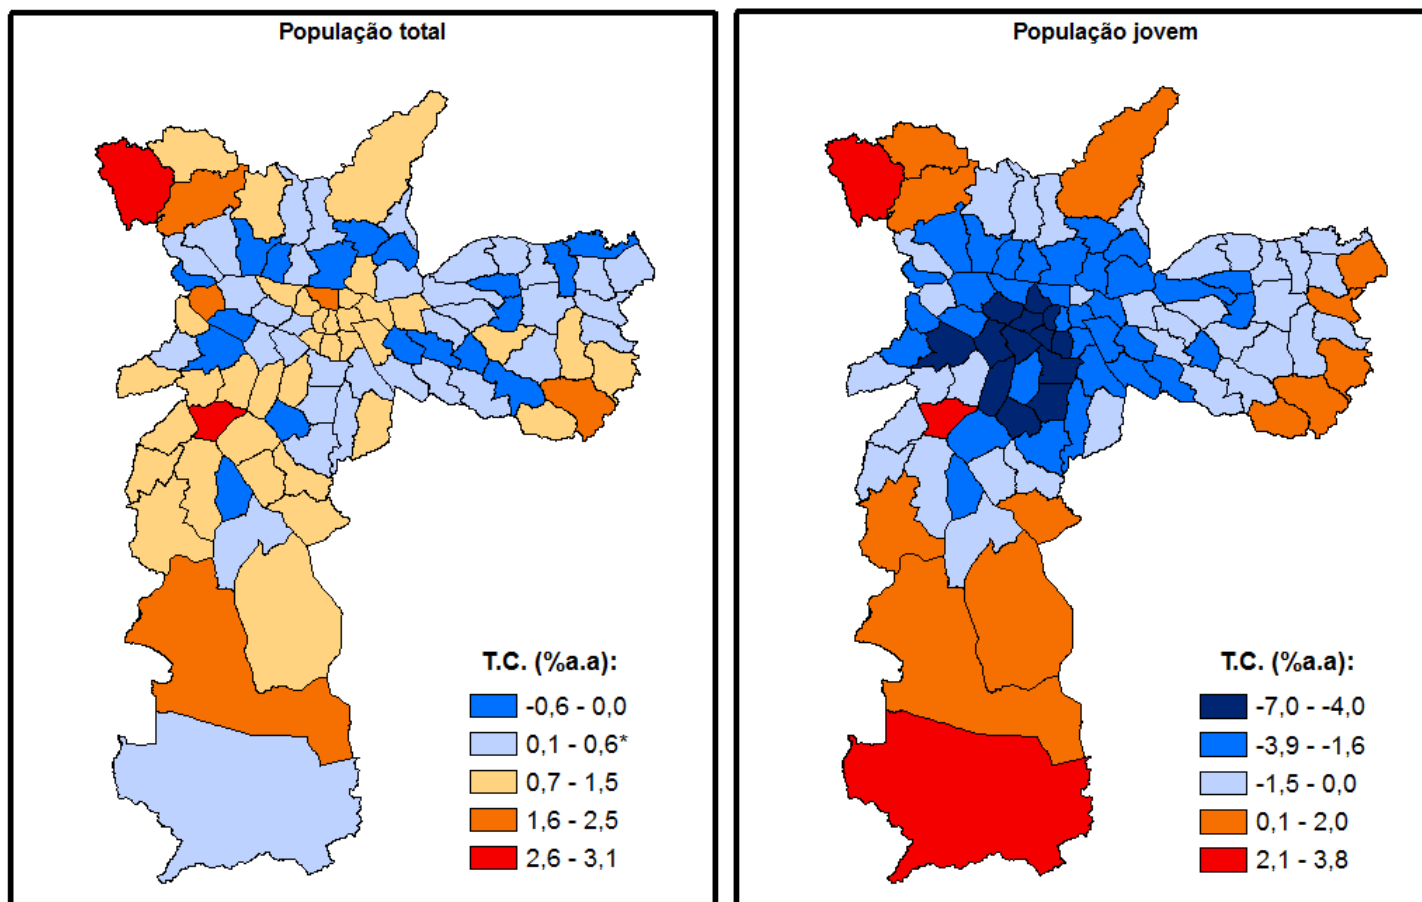 População total
T.C. (%a.a):
-0,6 - 0,0
0,1 - 0,6*
0,7 - 1,5
1,6 - 2,5
2,6 - 3,1
População jovem
T.C. (%a.a):
-7,0 - -4,0
-3,9 - -1,6
-1,5 - 0,0
0,1 - 2,0
2,1 - 3,8